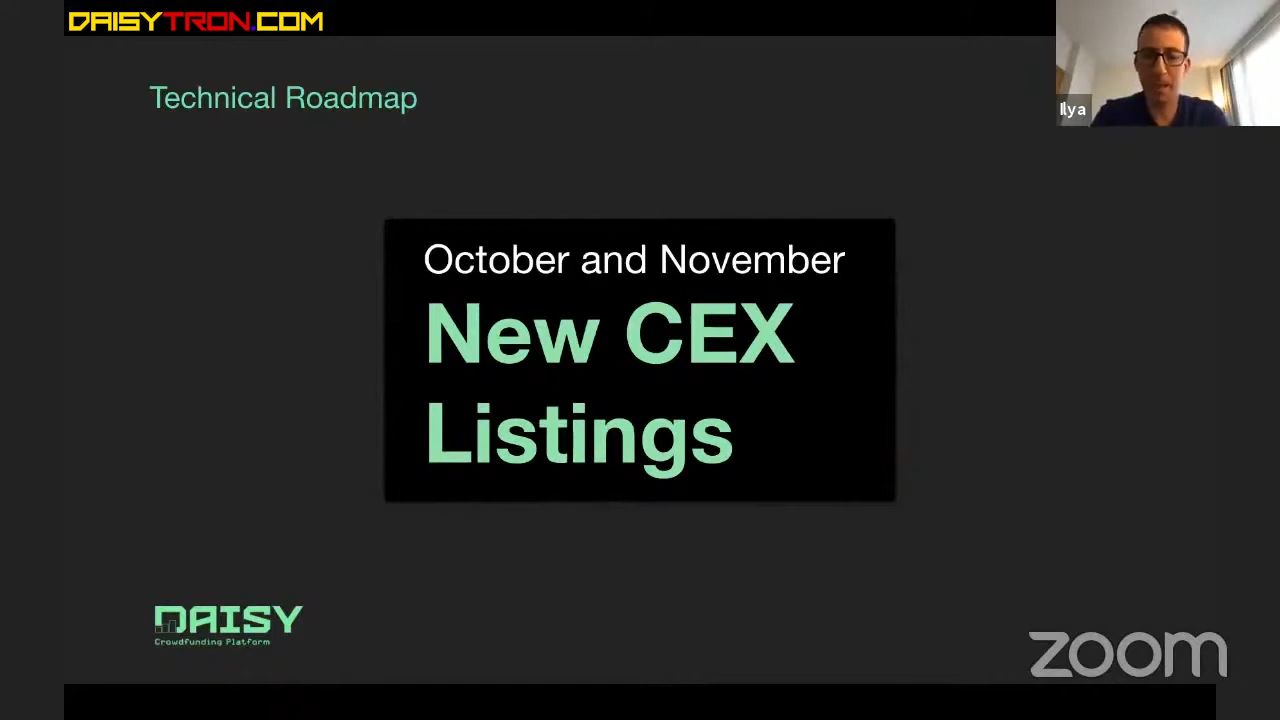 DAISYTRON.COM
Technical Roadmap
Ilya
October and November
New CEX
Listings
DAISY
Crowdfunding Platform
zoom